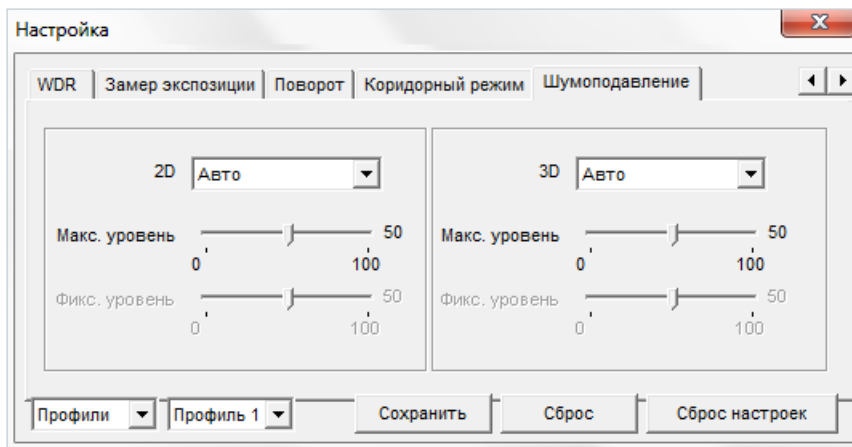 Настройка
WDR Замер экспозиции Поворот Коридорный режим Шумоподавление
2D Авто 3D Авто
Макс. уровень 50 Макс. уровень 50
0 100 0 100
Фикс. уровень 50 Фикс. уровень 50
0 100 0 100
Профили Профиль 1 Сохранить Сброс Сброс настроек